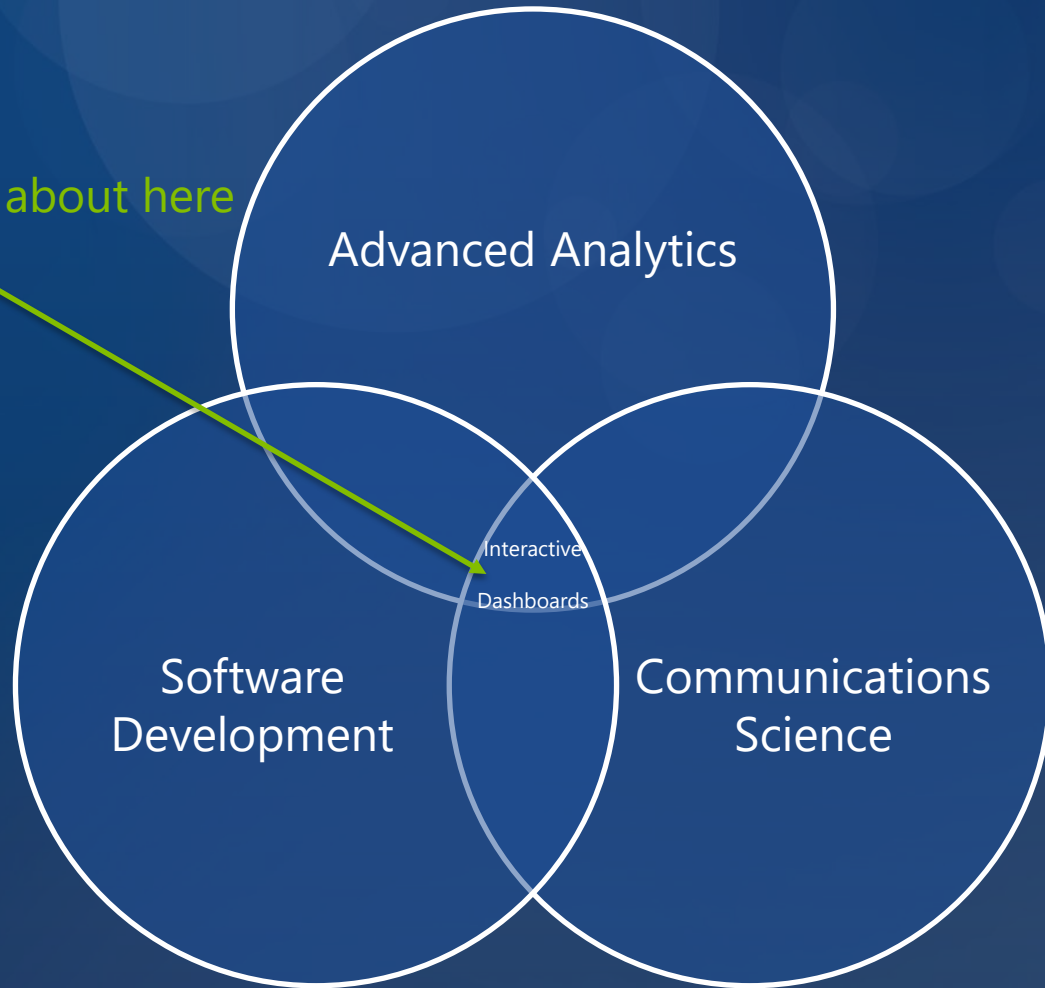 about here
Advanced Analytics
Interactive
Dashboards
Software
Development
Communications
Science